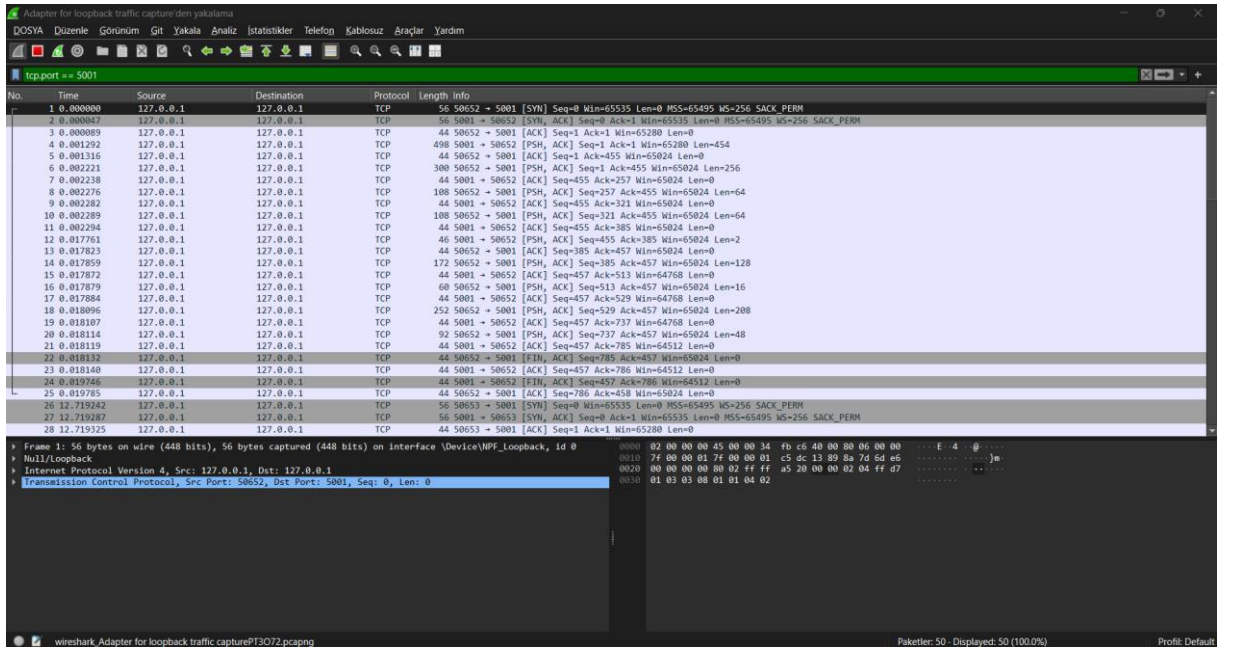 Adapter for loopback traffic capture'den yakalama
DOSYA Düzenle Görünüm Git Yakala Analiz İstatistikler Telefon Kablosuz Araçlar Yardım
tcp.port == 5001
No. Time Source Destination Protocol Length Info
1 0.000000 127.0.0.1 127.0.0.1 TCP 56 50652 → 5001 [SYN] Seq=0 Win=65535 Len=0 MSS=65495 WS=256 SACK_PERM
2 0.000047 127.0.0.1 127.0.0.1 TCP 56 5001 → 50652 [SYN, ACK] Seq=0 Ack=1 Win=65535 Len=0 MSS=65495 WS=256 SACK_PERM
3 0.000089 127.0.0.1 127.0.0.1 TCP 44 50652 → 5001 [ACK] Seq=1 Ack=1 Win=65280 Len=0
4 0.001292 127.0.0.1 127.0.0.1 TCP 498 5001 → 50652 [PSH, ACK] Seq=1 Ack=1 Win=65280 Len=454
5 0.001316 127.0.0.1 127.0.0.1 TCP 44 50652 → 5001 [ACK] Seq=1 Ack=455 Win=65024 Len=0
6 0.002221 127.0.0.1 127.0.0.1 TCP 300 50652 → 5001 [PSH, ACK] Seq=1 Ack=455 Win=65024 Len=256
7 0.002238 127.0.0.1 127.0.0.1 TCP 44 5001 → 50652 [ACK] Seq=455 Ack=257 Win=65024 Len=0
8 0.002276 127.0.0.1 127.0.0.1 TCP 108 50652 → 5001 [PSH, ACK] Seq=257 Ack=455 Win=65024 Len=64
9 0.002282 127.0.0.1 127.0.0.1 TCP 44 5001 → 50652 [ACK] Seq=455 Ack=321 Win=65024 Len=0
10 0.002289 127.0.0.1 127.0.0.1 TCP 108 50652 → 5001 [PSH, ACK] Seq=321 Ack=455 Win=65024 Len=64
11 0.002294 127.0.0.1 127.0.0.1 TCP 44 5001 → 50652 [ACK] Seq=455 Ack=385 Win=65024 Len=0
12 0.017761 127.0.0.1 127.0.0.1 TCP 46 5001 → 50652 [PSH, ACK] Seq=455 Ack=385 Win=65024 Len=2
13 0.017823 127.0.0.1 127.0.0.1 TCP 44 50652 → 5001 [ACK] Seq=385 Ack=457 Win=65024 Len=0
14 0.017859 127.0.0.1 127.0.0.1 TCP 172 50652 → 5001 [PSH, ACK] Seq=385 Ack=457 Win=65024 Len=128
15 0.017872 127.0.0.1 127.0.0.1 TCP 44 5001 → 50652 [ACK] Seq=457 Ack=513 Win=64768 Len=0
16 0.017879 127.0.0.1 127.0.0.1 TCP 60 50652 → 5001 [PSH, ACK] Seq=513 Ack=457 Win=65024 Len=16
17 0.017884 127.0.0.1 127.0.0.1 TCP 44 5001 → 50652 [ACK] Seq=457 Ack=529 Win=64768 Len=0
18 0.018096 127.0.0.1 127.0.0.1 TCP 252 50652 → 5001 [PSH, ACK] Seq=529 Ack=457 Win=65024 Len=208
19 0.018107 127.0.0.1 127.0.0.1 TCP 44 5001 → 50652 [ACK] Seq=457 Ack=737 Win=64768 Len=0
20 0.018114 127.0.0.1 127.0.0.1 TCP 92 50652 → 5001 [PSH, ACK] Seq=737 Ack=457 Win=65024 Len=48
21 0.018119 127.0.0.1 127.0.0.1 TCP 44 5001 → 50652 [ACK] Seq=457 Ack=785 Win=64512 Len=0
22 0.018132 127.0.0.1 127.0.0.1 TCP 44 50652 → 5001 [FIN, ACK] Seq=785 Ack=457 Win=65024 Len=0
23 0.018140 127.0.0.1 127.0.0.1 TCP 44 5001 → 50652 [ACK] Seq=457 Ack=786 Win=64512 Len=0
24 0.019746 127.0.0.1 127.0.0.1 TCP 44 5001 → 50652 [FIN, ACK] Seq=457 Ack=786 Win=64512 Len=0
25 0.019785 127.0.0.1 127.0.0.1 TCP 44 50652 → 5001 [ACK] Seq=786 Ack=458 Win=65024 Len=0
26 12.719242 127.0.0.1 127.0.0.1 TCP 56 50653 → 5001 [SYN] Seq=0 Win=65535 Len=0 MSS=65495 WS=256 SACK_PERM
27 12.719287 127.0.0.1 127.0.0.1 TCP 56 5001 → 50653 [SYN, ACK] Seq=0 Ack=1 Win=65535 Len=0 MSS=65495 WS=256 SACK_PERM
28 12.719325 127.0.0.1 127.0.0.1 TCP 44 50653 → 5001 [ACK] Seq=1 Ack=1 Win=65280 Len=0
Frame 1: 56 bytes on wire (448 bits), 56 bytes captured (448 bits) on interface \Device\NPF_Loopback, id 0
Null/Loopback
Internet Protocol Version 4, Src: 127.0.0.1, Dst: 127.0.0.1
Transmission Control Protocol, Src Port: 50652, Dst Port: 5001, Seq: 0, Len: 0
0000 02 00 00 00 45 00 00 34 fb c6 40 00 80 06 00 00 ····E··4 ··@·····
0010 7f 00 00 01 7f 00 00 01 c5 dc 13 89 8a 7d 6d e6 ········ ·····}m·
0020 00 00 00 00 80 02 ff ff a5 20 00 00 02 04 ff d7 ········ · ······
0030 01 03 03 08 01 01 04 02 ········
wireshark_Adapter for loopback traffic capturePT3O72.pcapng
Paketler: 50 · Displayed: 50 (100.0%)
Profil: Default